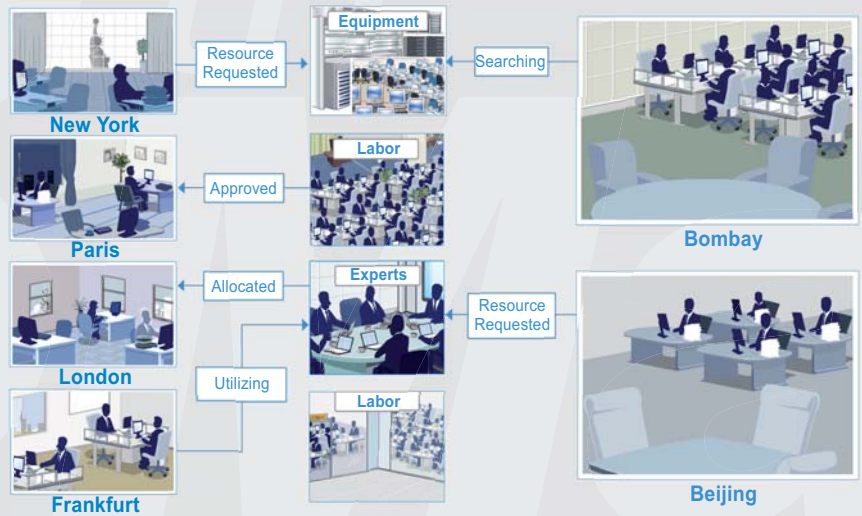 Equipment
Resource
Requested
Searching
New York
Labor
Approved
Paris
Bombay
Experts
Allocated
Resource
Requested
London
Utilizing
Labor
Frankfurt
Beijing